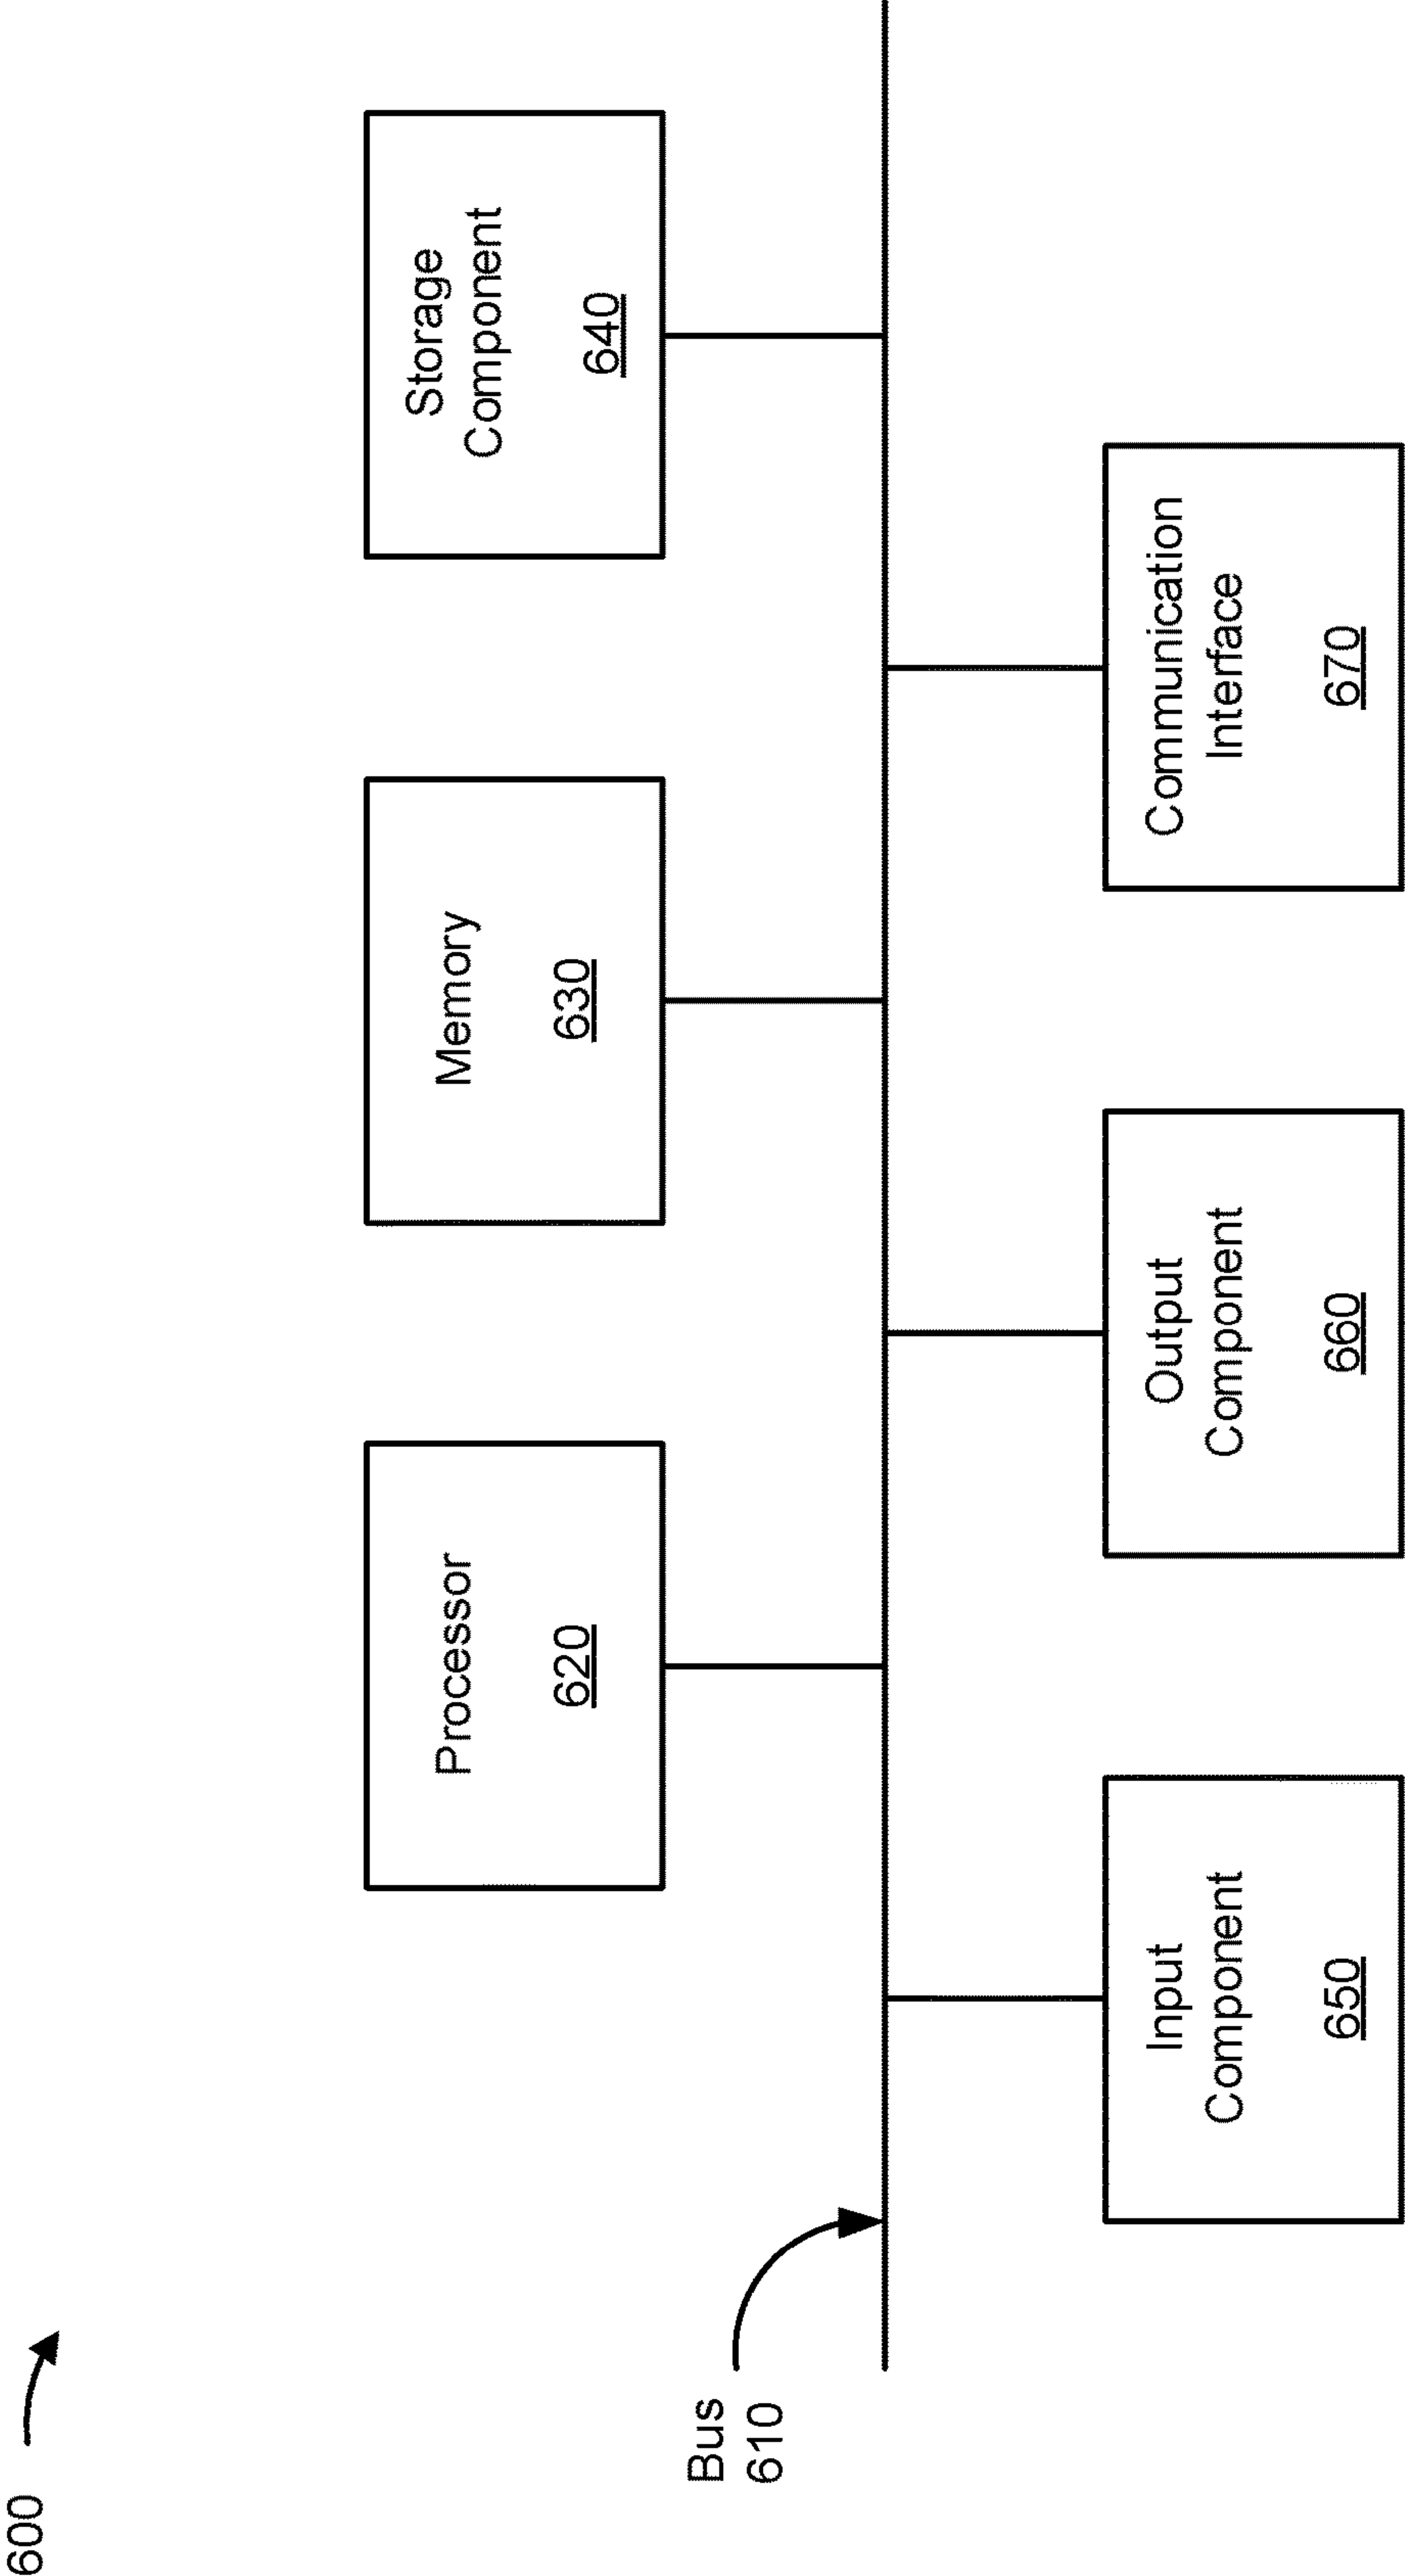 600
Bus
610
Processor
620
Memory
630
Storage
Component
640
Input
Component
650
Output
Component
660
Communication
Interface
670